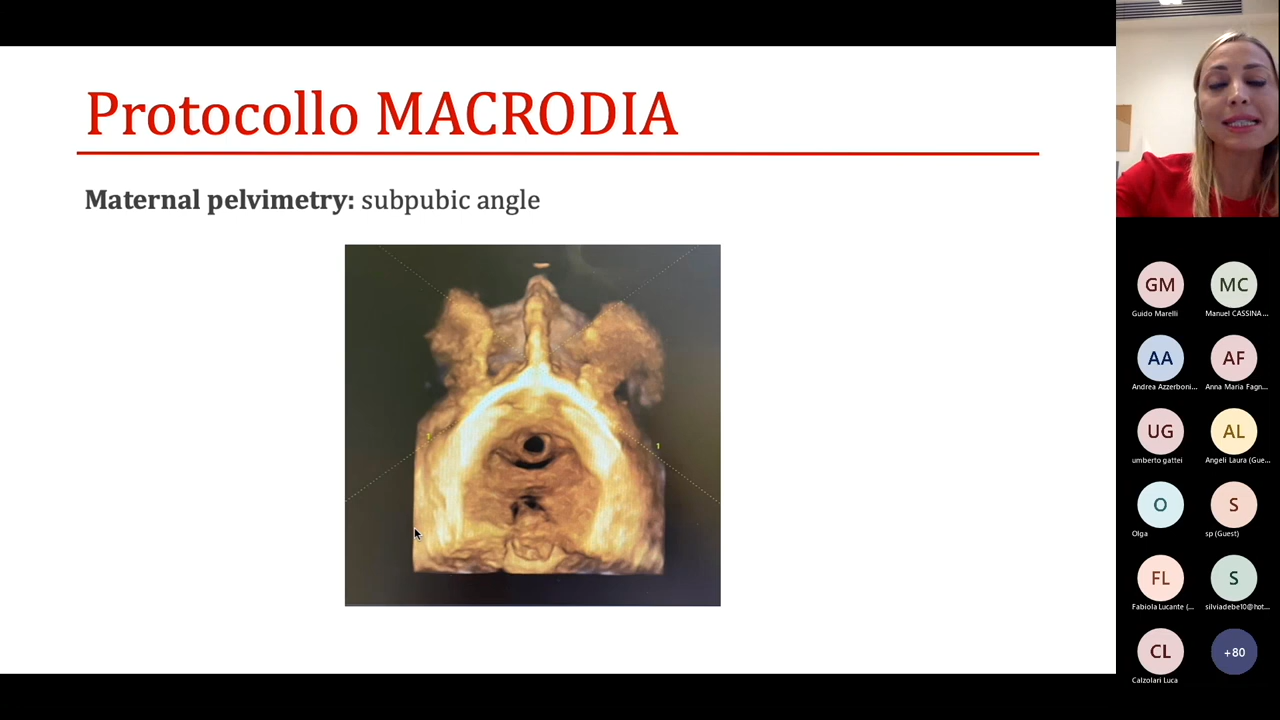 Protocollo MACRODIA
Maternal pelvimetry: subpubic angle
1
1
GM
Guido Marelli
MC
Manuel CASSINA ...
AA
Andrea Azzerboni...
AF
Anna Maria Fagn...
UG
umberto gattei
AL
Angeli Laura (Gue...
O
Olga
S
sp (Guest)
FL
Fabiola Lucante (...
S
silviadebe10@hot...
CL
Calzolari Luca
+80